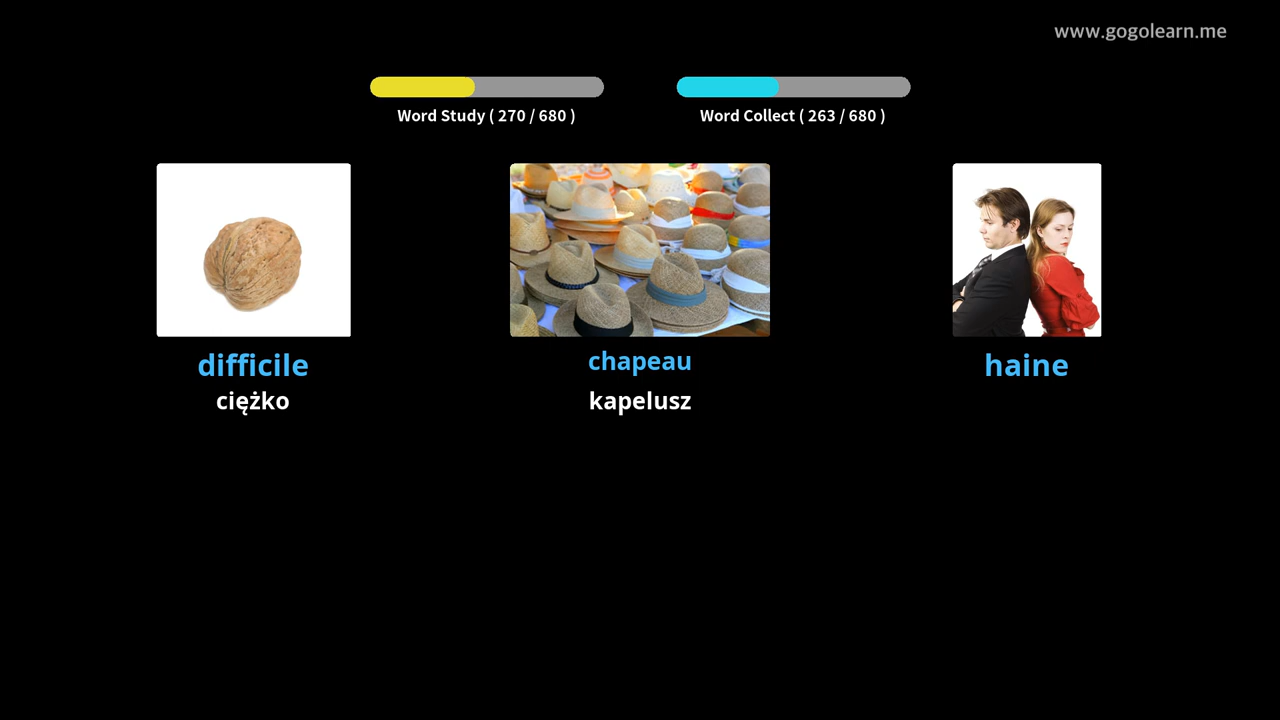 www.gogolearn.me
Word Study ( 270 / 680 )
Word Collect ( 263 / 680 )
difficile
ciężko
chapeau
kapelusz
haine